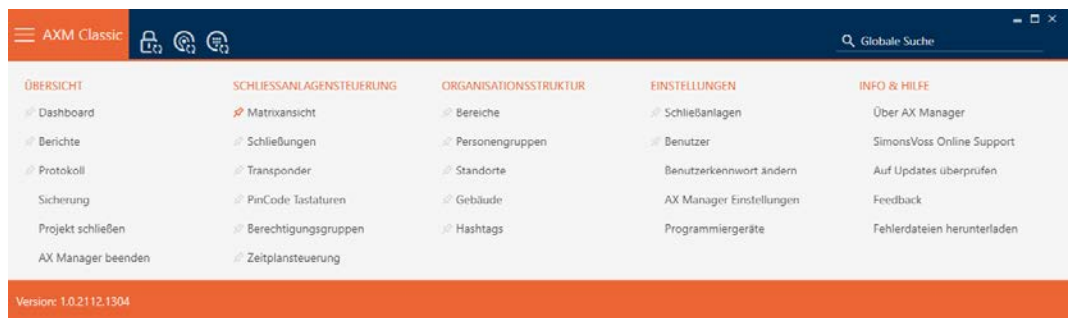 AXM Classic
Globale Suche
ÜBERSICHT
Dashboard
Berichte
Protokoll
Sicherung
Projekt schließen
AX Manager beenden
SCHLIESSANLAGENSTEUERUNG
Matrixansicht
Schließungen
Transponder
PinCode Tastaturen
Berechtigungsgruppen
Zeitplansteuerung
ORGANISATIONSSTRUKTUR
Bereiche
Personengruppen
Standorte
Gebäude
Hashtags
EINSTELLUNGEN
Schließanlagen
Benutzer
Benutzerkennwort ändern
AX Manager Einstellungen
Programmiergeräte
INFO & HILFE
Über AX Manager
SimonsVoss Online Support
Auf Updates überprüfen
Feedback
Fehlerdateien herunterladen
Version: 1.0.2112.1304